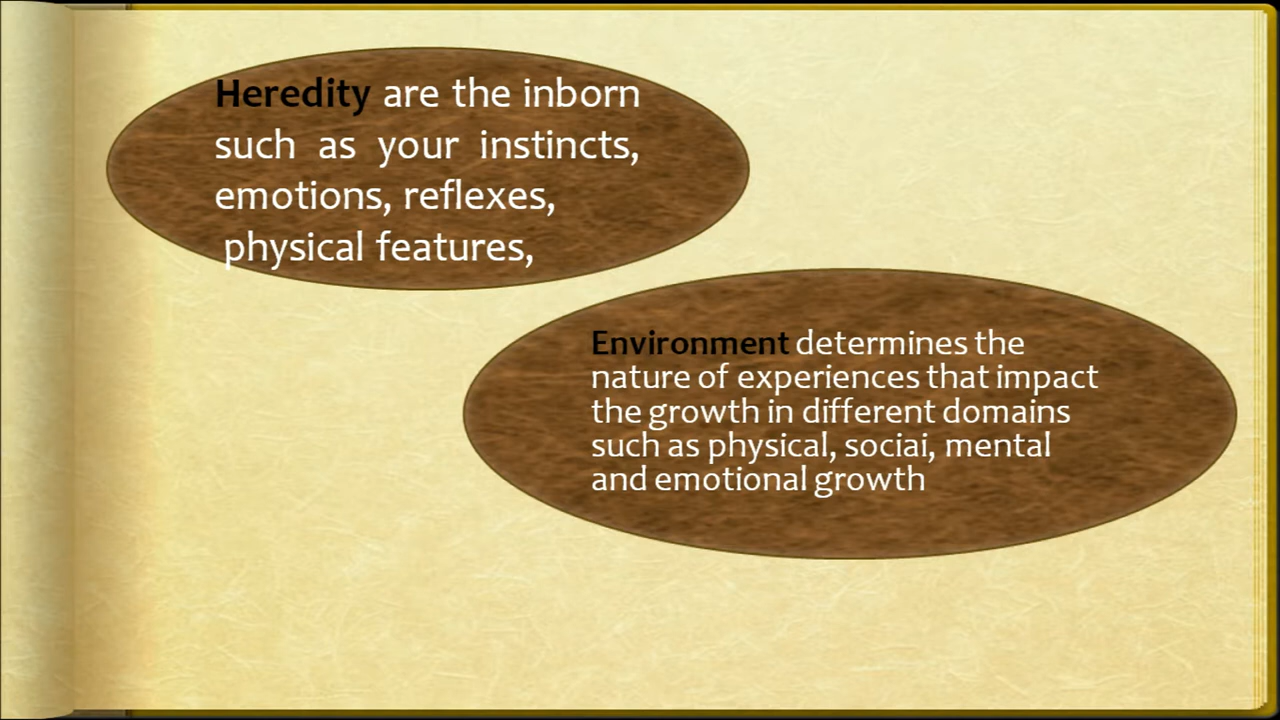 Heredity are the inborn
such as your instincts,
emotions, reflexes,
physical features,
Environment determines the
nature of experiences that impact
the growth in different domains
such as physical, sociai, mental
and emotional growth